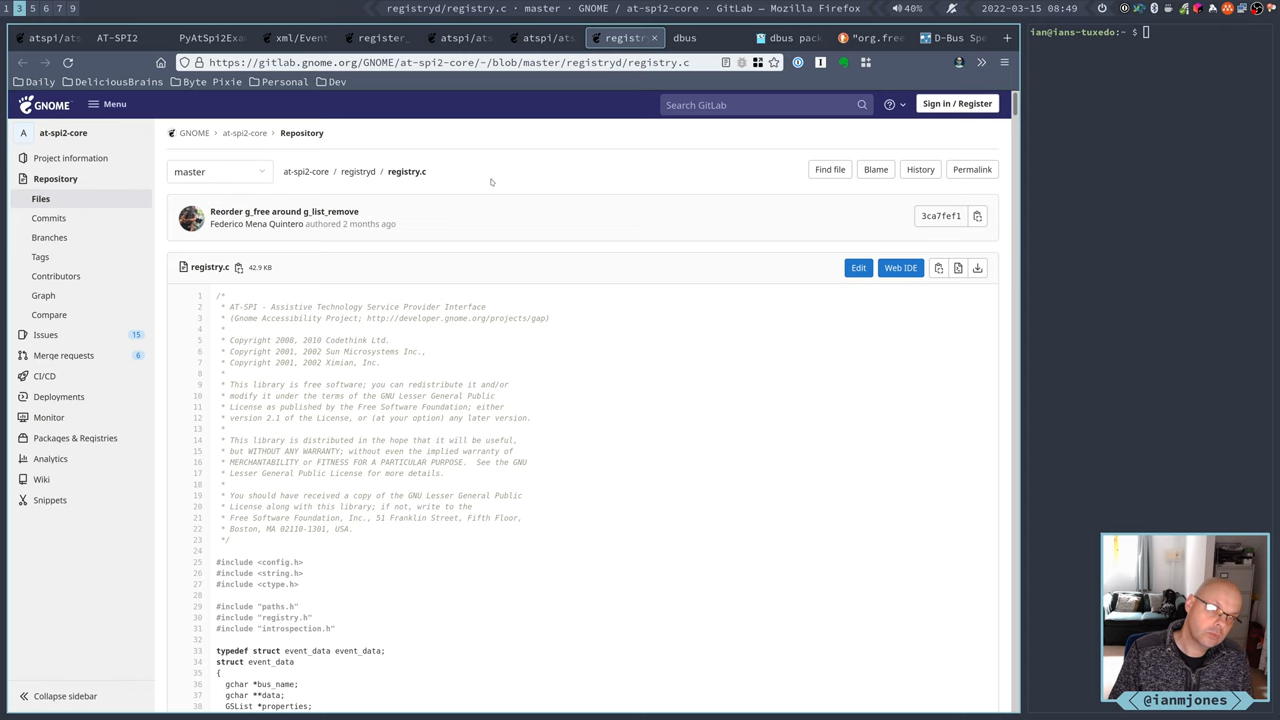 1 3 5 6 7 9
registryd/registry.c · master · GNOME / at-spi2-core · GitLab — Mozilla Firefox
40%
2022-03-15 08:49
atspi/ats
AT-SPI2
PyAtSpi2Exa
xml/Event
register_
atspi/ats
atspi/ats
registr
dbus
dbus pack
"org.free
D-Bus Spe
https://gitlab.gnome.org/GNOME/at-spi2-core/-/blob/master/registryd/registry.c
Daily
DeliciousBrains
Byte Pixie
Personal
Dev
ian@ians-tuxedo:~ $
GNOME
Menu
Search GitLab
Sign in / Register
A
at-spi2-core
Project information
Repository
Files
Commits
Branches
Tags
Contributors
Graph
Compare
Issues 15
Merge requests 6
CI/CD
Deployments
Monitor
Packages & Registries
Analytics
Wiki
Snippets
Collapse sidebar
GNOME > at-spi2-core > Repository
master
at-spi2-core / registryd / registry.c
Find file
Blame
History
Permalink
Reorder g_free around g_list_remove
Federico Mena Quintero authored 2 months ago
3ca7fef1
registry.c
42.9 KB
Edit
Web IDE
1 /*
2 * AT-SPI - Assistive Technology Service Provider Interface
3 * (Gnome Accessibility Project; http://developer.gnome.org/projects/gap)
4 *
5 * Copyright 2008, 2010 Codethink Ltd.
6 * Copyright 2001, 2002 Sun Microsystems Inc.,
7 * Copyright 2001, 2002 Ximian, Inc.
8 *
9 * This library is free software; you can redistribute it and/or
10 * modify it under the terms of the GNU Lesser General Public
11 * License as published by the Free Software Foundation; either
12 * version 2.1 of the License, or (at your option) any later version.
13 *
14 * This library is distributed in the hope that it will be useful,
15 * but WITHOUT ANY WARRANTY; without even the implied warranty of
16 * MERCHANTABILITY or FITNESS FOR A PARTICULAR PURPOSE.  See the GNU
17 * Lesser General Public License for more details.
18 *
19 * You should have received a copy of the GNU Lesser General Public
20 * License along with this library; if not, write to the
21 * Free Software Foundation, Inc., 51 Franklin Street, Fifth Floor,
22 * Boston, MA 02110-1301, USA.
23 */
24
25 #include <config.h>
26 #include <string.h>
27 #include <ctype.h>
28
29 #include "paths.h"
30 #include "registry.h"
31 #include "introspection.h"
32
33 typedef struct event_data event_data;
34 struct event_data
35 {
36 gchar *bus_name;
37 gchar **data;
38 GSList *properties;
@ianmjones